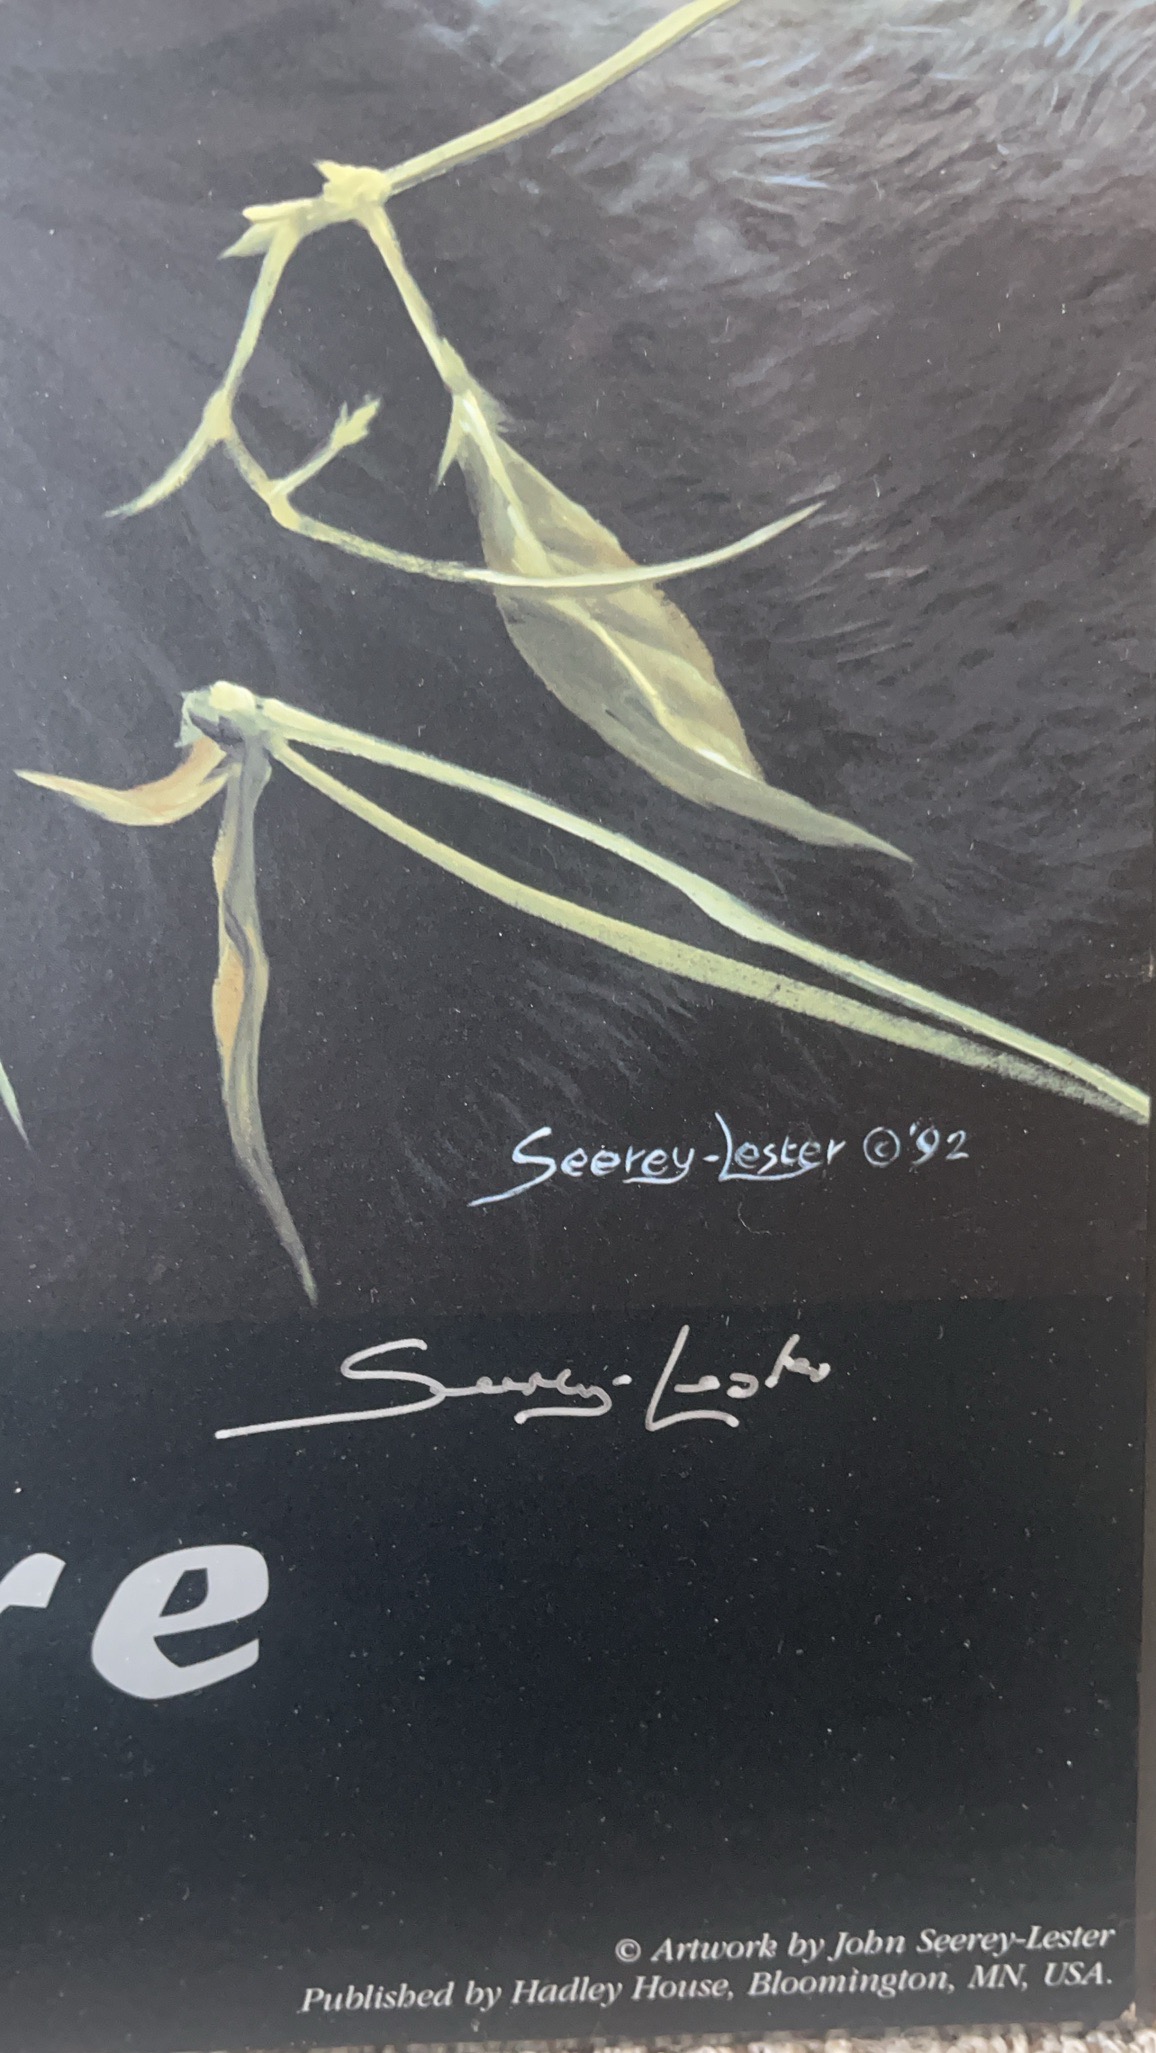 Seerey-Lester ©'92
Seerey-Lester
re
© Artwork by John Seerey-Lester
Published by Hadley House, Bloomington, MN, USA.